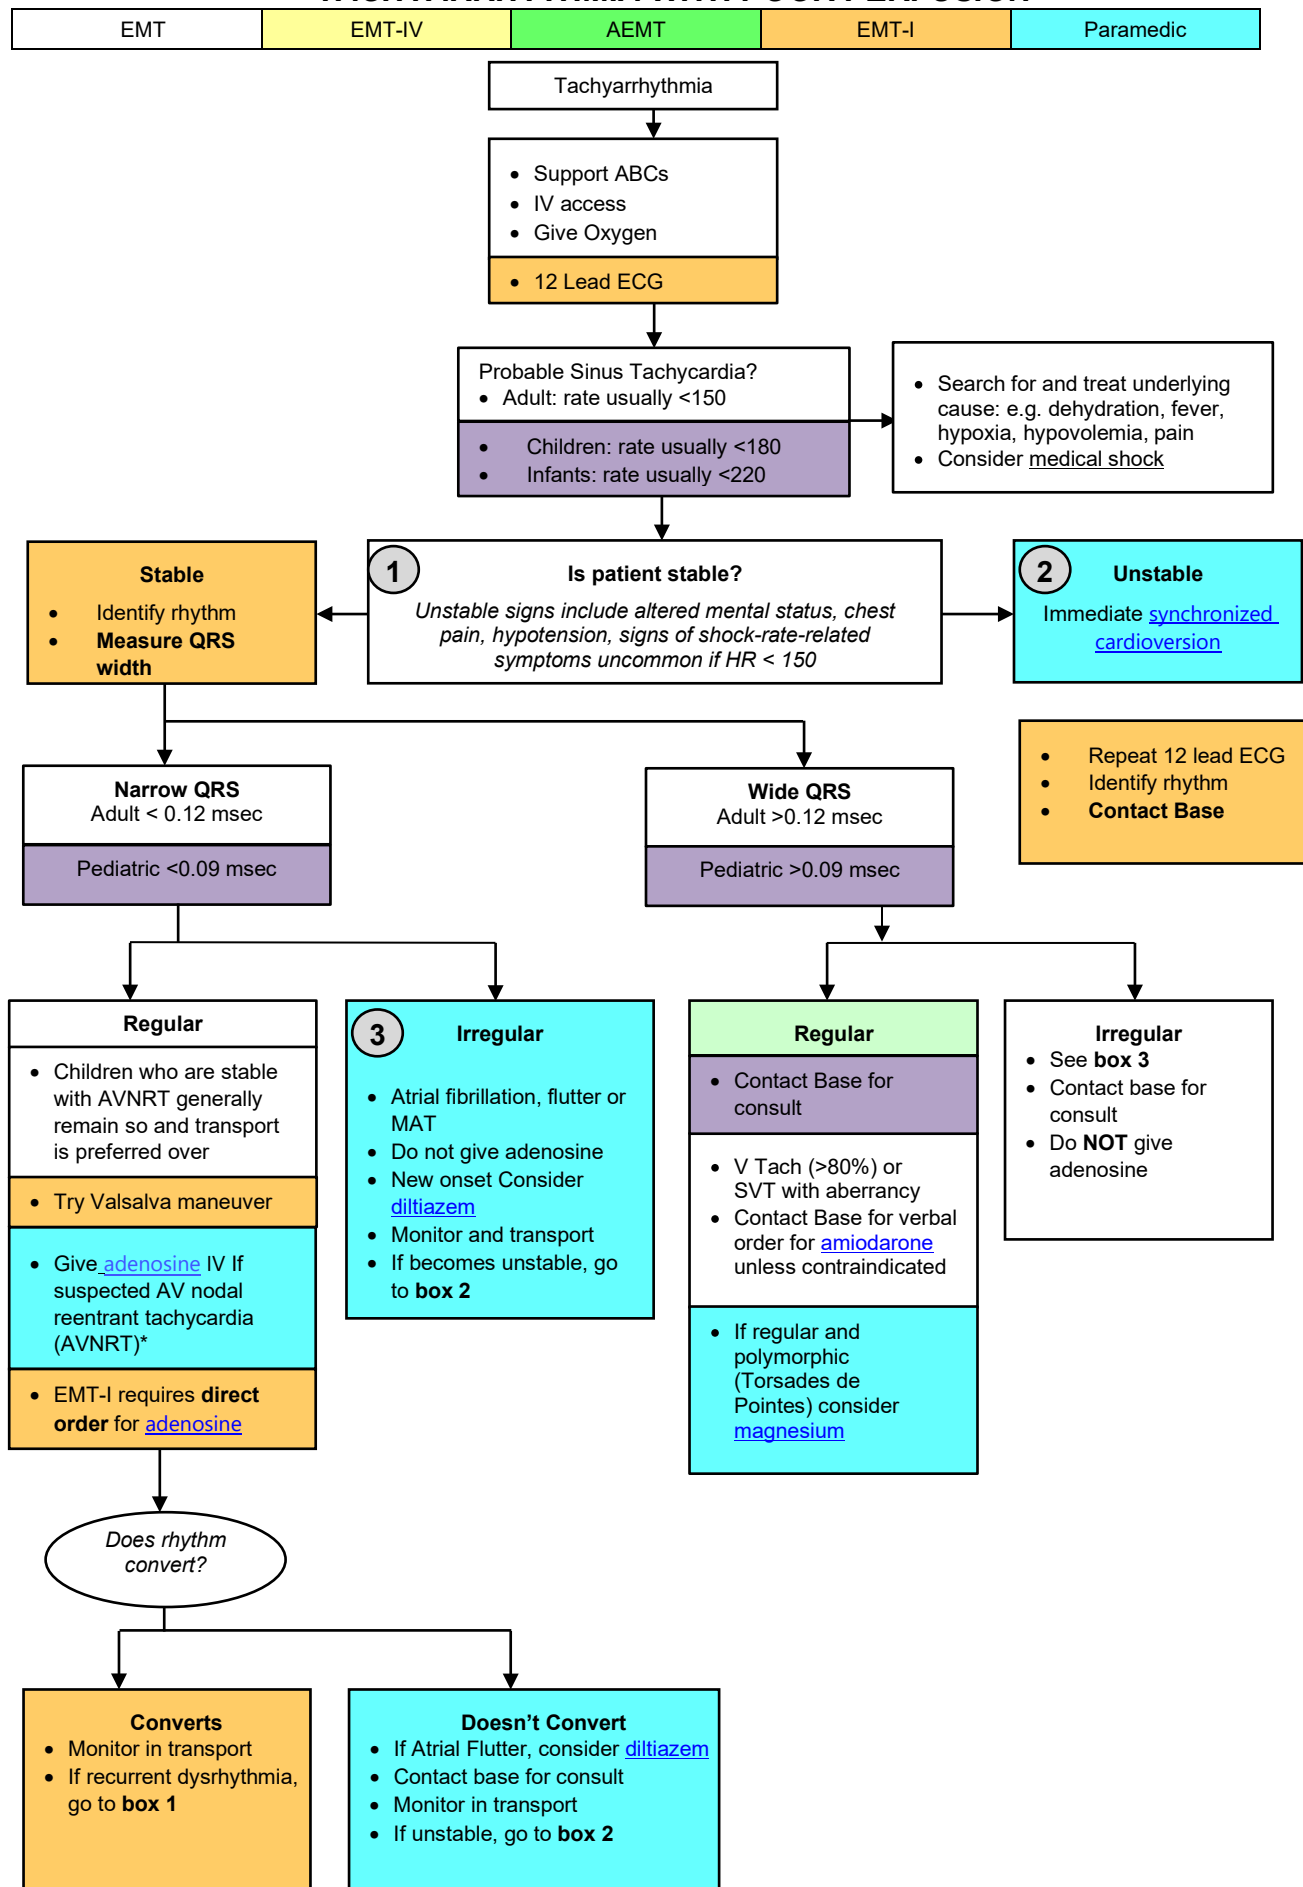 EMT
EMT-IV
AEMT
EMT-I
Paramedic
Tachyarrhythmia
• Support ABCs
• IV access
• Give Oxygen
• 12 Lead ECG
Probable Sinus Tachycardia?
• Adult: rate usually <150
• Children: rate usually <180
• Infants: rate usually <220
• Search for and treat underlying
cause: e.g. dehydration, fever,
hypoxia, hypovolemia, pain
• Consider medical shock
Stable
• Identify rhythm
• Measure QRS
width
1
Is patient stable?
Unstable signs include altered mental status, chest
pain, hypotension, signs of shock-rate-related
symptoms uncommon if HR < 150
2
Unstable
Immediate synchronized
cardioversion
• Repeat 12 lead ECG
• Identify rhythm
• Contact Base
Narrow QRS
Adult < 0.12 msec
Pediatric <0.09 msec
Wide QRS
Adult >0.12 msec
Pediatric >0.09 msec
Regular
• Children who are stable
with AVNRT generally
remain so and transport
is preferred over
• Try Valsalva maneuver
• Give adenosine IV If
suspected AV nodal
reentrant tachycardia
(AVNRT)*
• EMT-I requires direct
order for adenosine
3
Irregular
• Atrial fibrillation, flutter or
MAT
• Do not give adenosine
• New onset Consider
diltiazem
• Monitor and transport
• If becomes unstable, go
to box 2
Regular
• Contact Base for
consult
• V Tach (>80%) or
SVT with aberrancy
• Contact Base for verbal
order for amiodarone
unless contraindicated
• If regular and
polymorphic
(Torsades de
Pointes) consider
magnesium
Irregular
• See box 3
• Contact base for
consult
• Do NOT give
adenosine
Does rhythm
convert?
Converts
• Monitor in transport
• If recurrent dysrhythmia,
go to box 1
Doesn't Convert
• If Atrial Flutter, consider diltiazem
• Contact base for consult
• Monitor in transport
• If unstable, go to box 2